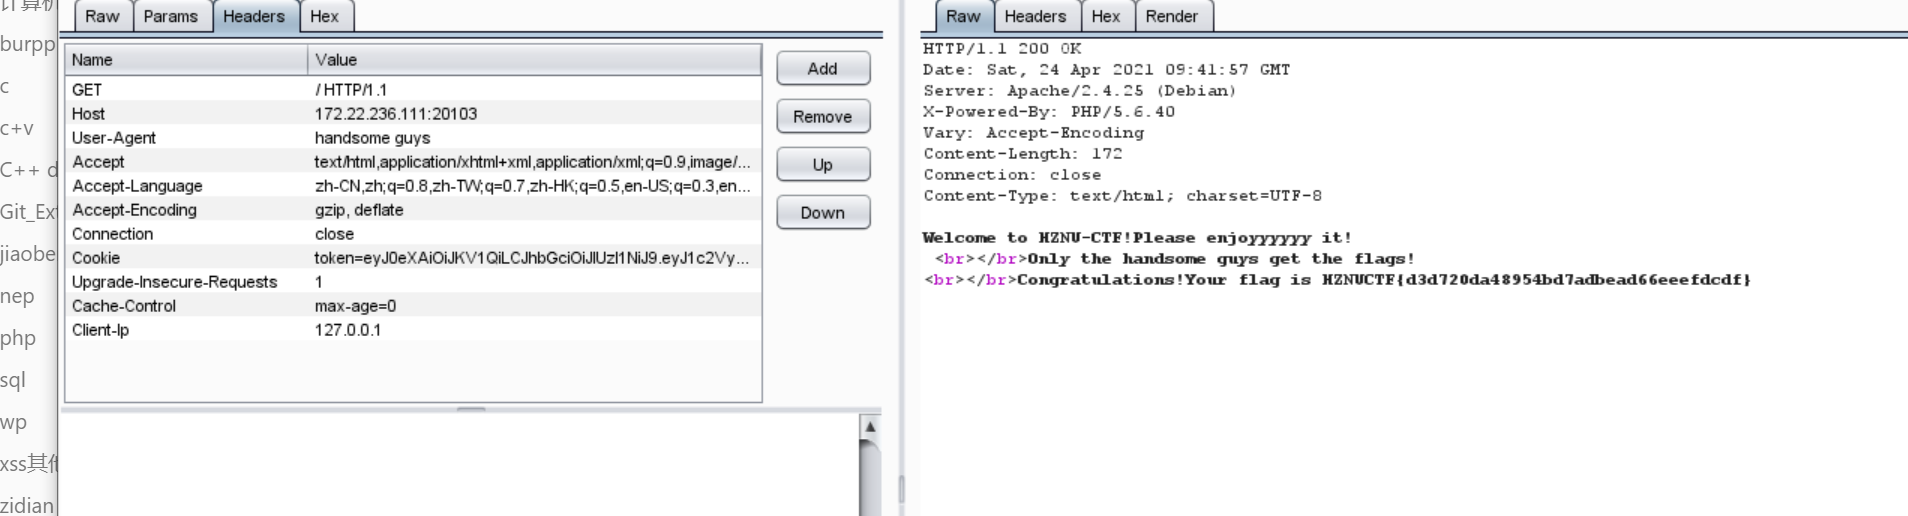 计算机
burpp
c
c+v
C++ d
Git_Ext
jiaobe
nep
php
sql
wp
xss其他
zidian
Raw Params Headers Hex
Name Value
GET / HTTP/1.1
Host 172.22.236.111:20103
User-Agent handsome guys
Accept text/html,application/xhtml+xml,application/xml;q=0.9,image/...
Accept-Language zh-CN,zh;q=0.8,zh-TW;q=0.7,zh-HK;q=0.5,en-US;q=0.3,en...
Accept-Encoding gzip, deflate
Connection close
Cookie token=eyJ0eXAiOiJKV1QiLCJhbGciOiJIUzI1NiJ9.eyJ1c2Vy...
Upgrade-Insecure-Requests 1
Cache-Control max-age=0
Client-Ip 127.0.0.1
Add
Remove
Up
Down
Raw Headers Hex Render
HTTP/1.1 200 OK
Date: Sat, 24 Apr 2021 09:41:57 GMT
Server: Apache/2.4.25 (Debian)
X-Powered-By: PHP/5.6.40
Vary: Accept-Encoding
Content-Length: 172
Connection: close
Content-Type: text/html; charset=UTF-8
Welcome to HZNU-CTF!Please enjoyyyyyy it!
<br></br>Only the handsome guys get the flags!
<br></br>Congratulations!Your flag is HZNUCTF{d3d720da48954bd7adbead66eeefdcdf}